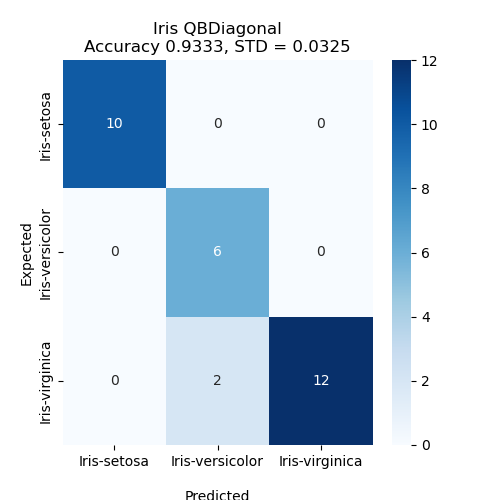 Iris QBDiagonal
Accuracy 0.9333, STD = 0.0325
Expected
Iris-setosa
10 0 0
Iris-versicolor
0 6 0
Iris-virginica
0 2 12
Iris-setosa Iris-versicolor Iris-virginica
Predicted
12
10
8
6
4
2
0